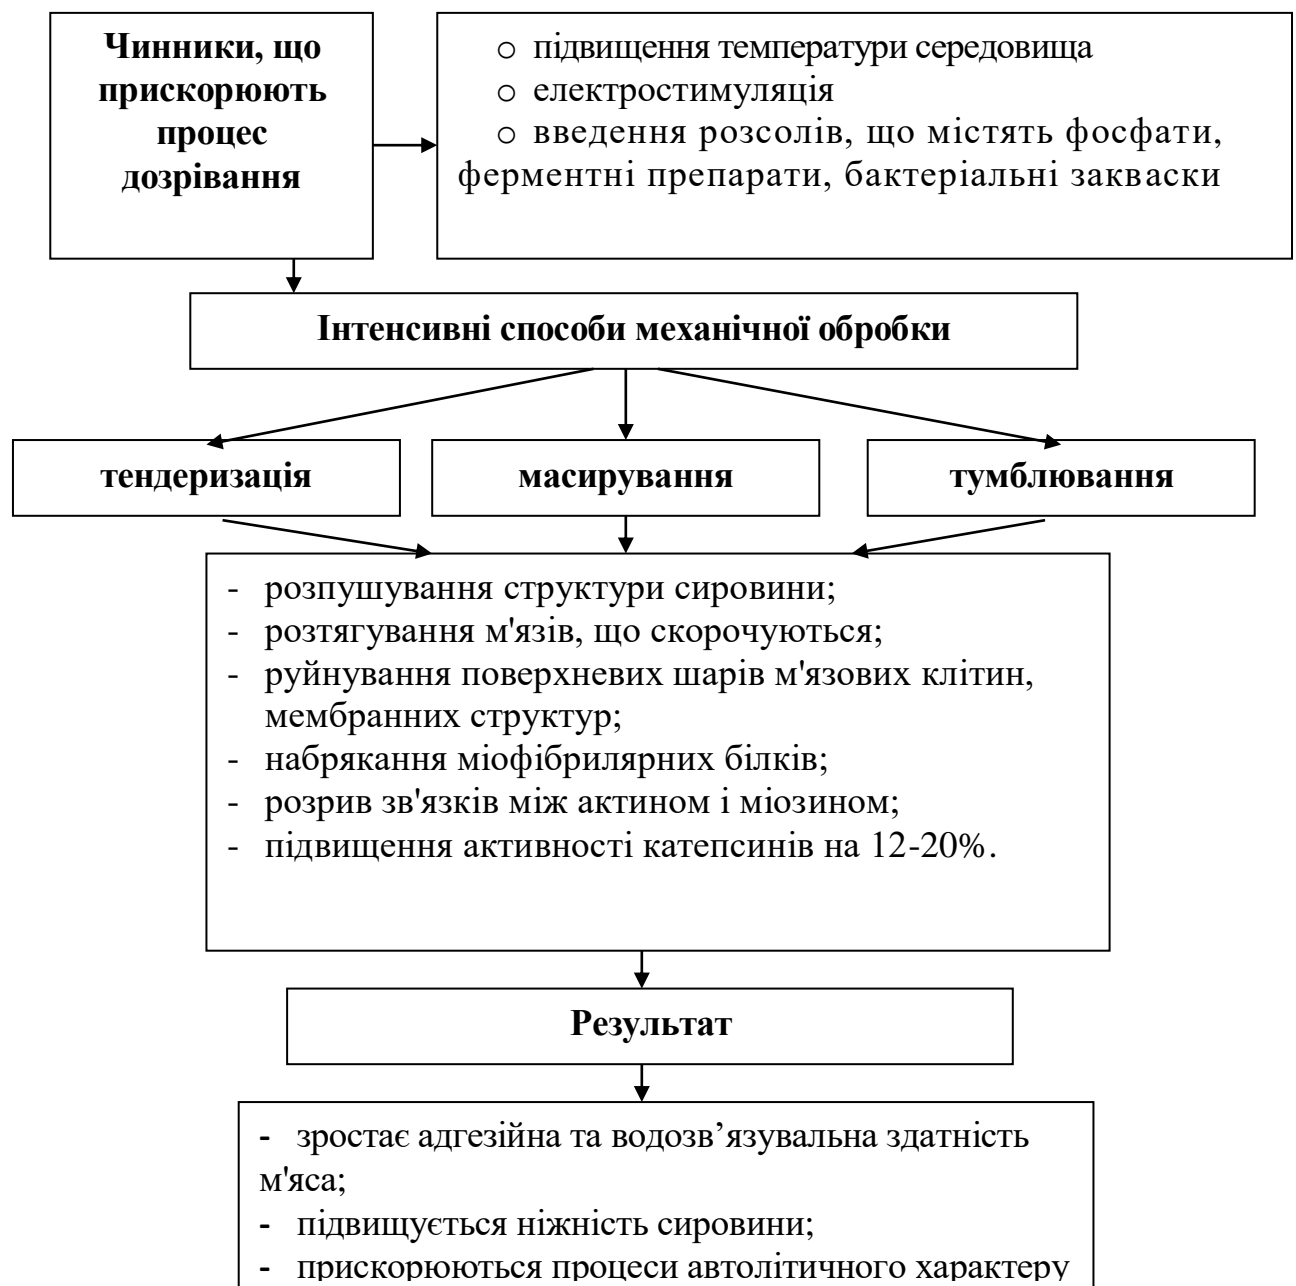 Чинники, що
прискорюють
процес
дозрівання
o підвищення температури середовища
o електростимуляція
o введення розсолів, що містять фосфати,
ферментні препарати, бактеріальні закваски
Інтенсивні способи механічної обробки
тендеризація
масирування
тумблювання
- розпушування структури сировини;
- розтягування м'язів, що скорочуються;
- руйнування поверхневих шарів м'язових клітин,
мембранних структур;
- набрякання міофібрилярних білків;
- розрив зв'язків між актином і міозином;
- підвищення активності катепсинів на 12-20%.
Результат
- зростає адгезійна та водозв’язувальна здатність
м'яса;
- підвищується ніжність сировини;
- прискорюються процеси автолітичного характеру